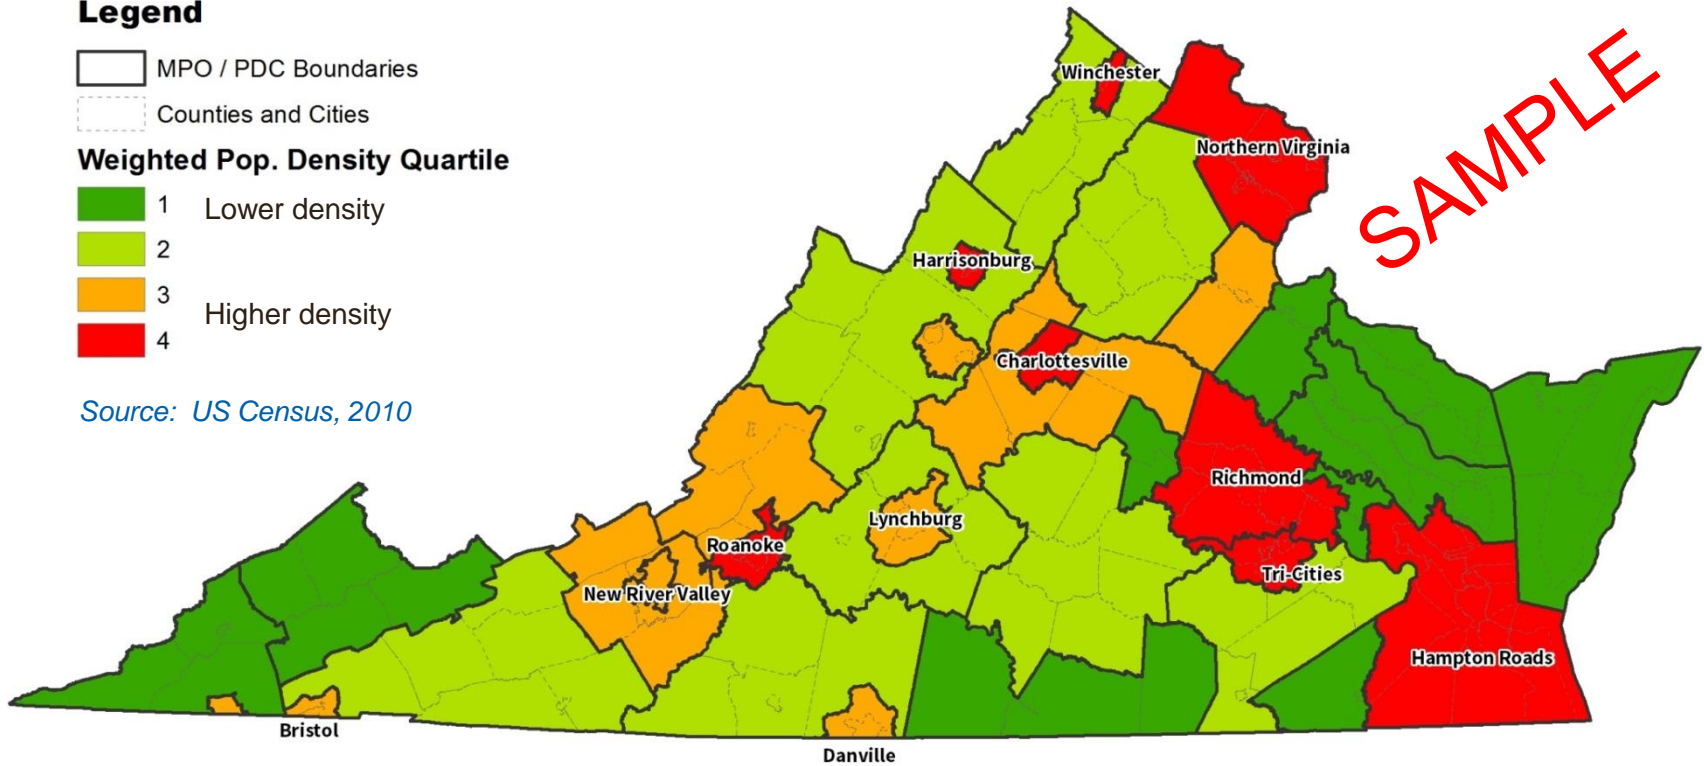 Legend
MPO / PDC Boundaries
Counties and Cities
Weighted Pop. Density Quartile
1 Lower density
2
3
Higher density
4
Source: US Census, 2010
SAMPLE
Winchester
Northern Virginia
Harrisonburg
Charlottesville
Richmond
Lynchburg
Roanoke
Tri-Cities
New River Valley
Hampton Roads
Bristol
Danville